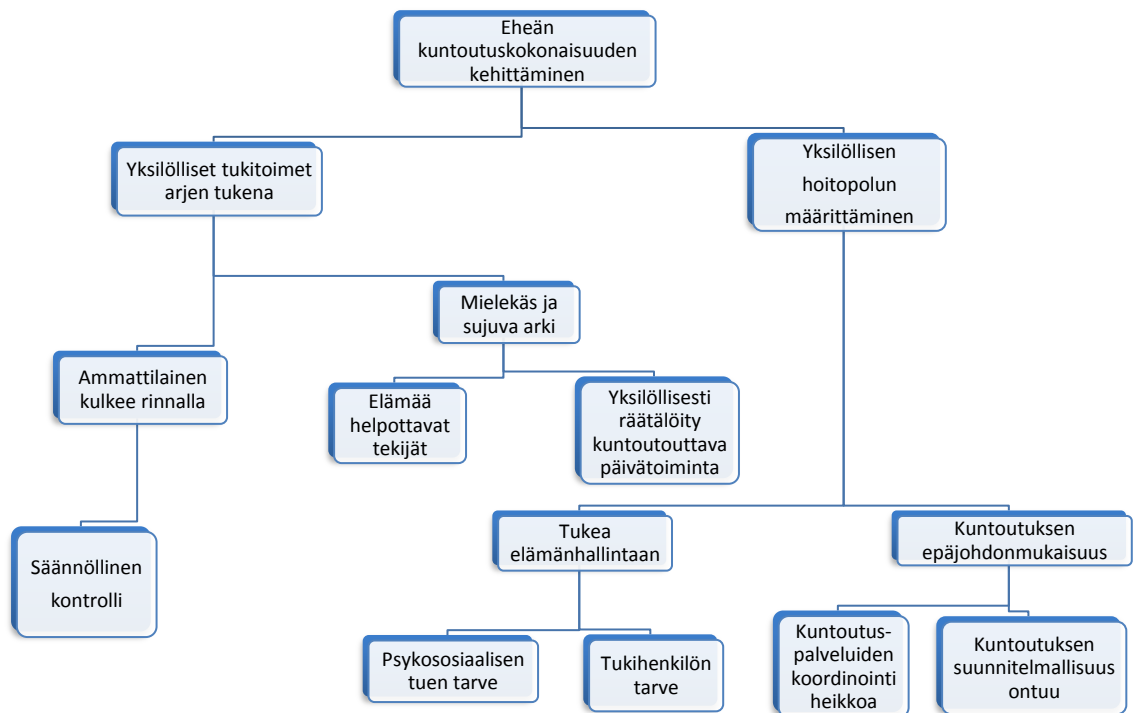 Eheän
kuntoutuskokonaisuuden
kehittäminen
Yksilölliset tukitoimet
arjen tukena
Yksilöllisen
hoitopolun
määrittäminen
Mielekäs ja
sujuva arki
Ammattilainen
kulkee rinnalla
Elämää
helpottavat
tekijät
Yksilöllisesti
räätälöity
kuntoutouttava
päivätoiminta
Tukea
elämänhallintaan
Kuntoutuksen
epäjohdonmukaisuus
Säännöllinen
kontrolli
Psykososiaalisen
tuen tarve
Tukihenkilön
tarve
Kuntoutus-
palveluiden
koordinointi
heikkoa
Kuntoutuksen
suunnitelmallisuus
ontuu